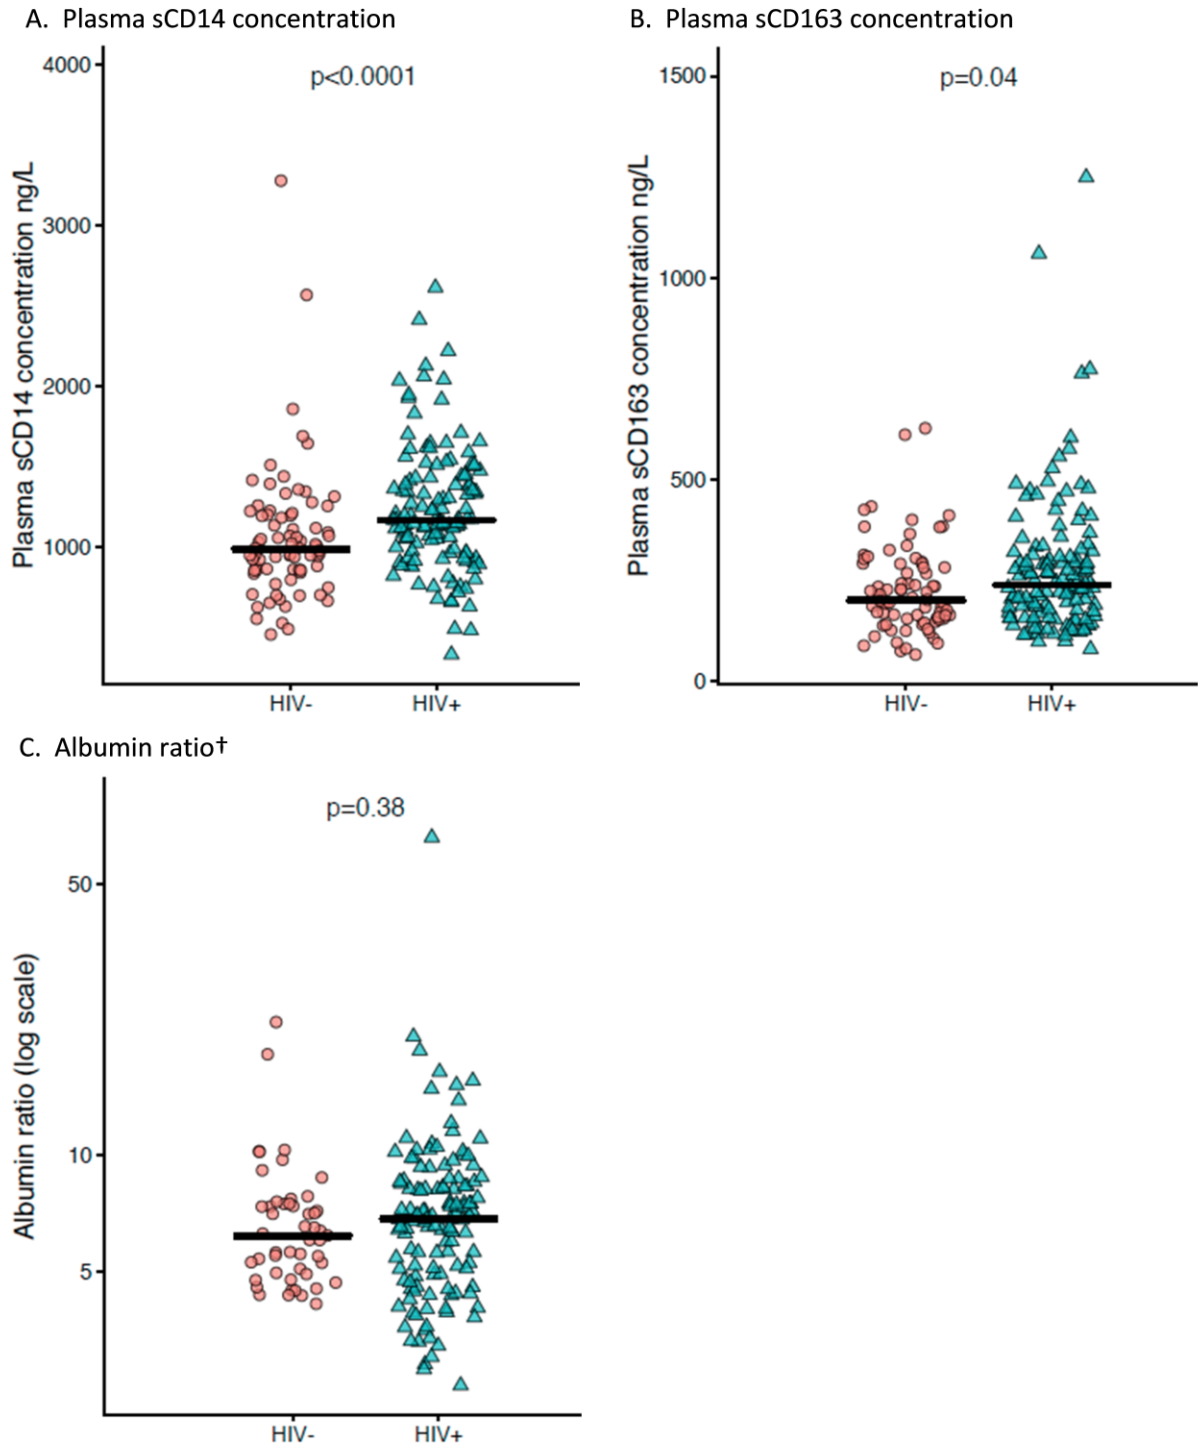 A. Plasma sCD14 concentration
p<0.0001
Plasma sCD14 concentration ng/L
4000
3000
2000
1000
HIV-
HIV+
B. Plasma sCD163 concentration
p=0.04
Plasma sCD163 concentration ng/L
1500
1000
500
0
HIV-
HIV+
C. Albumin ratio†
p=0.38
Albumin ratio (log scale)
50
10
5
HIV-
HIV+